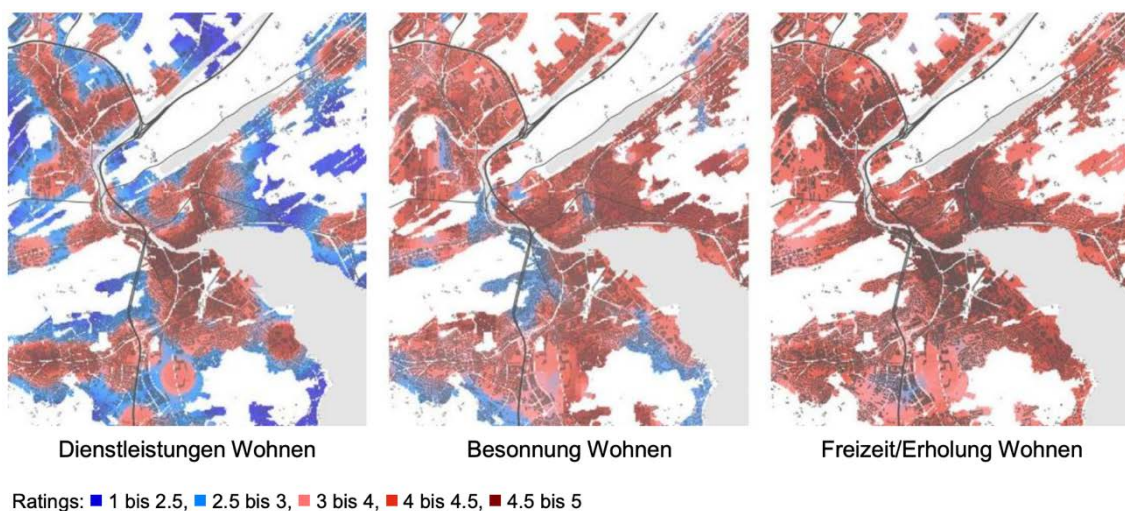 Dienstleistungen Wohnen
Besonnung Wohnen
Freizeit/Erholung Wohnen
Ratings: 1 bis 2.5, 2.5 bis 3, 3 bis 4, 4 bis 4.5, 4.5 bis 5